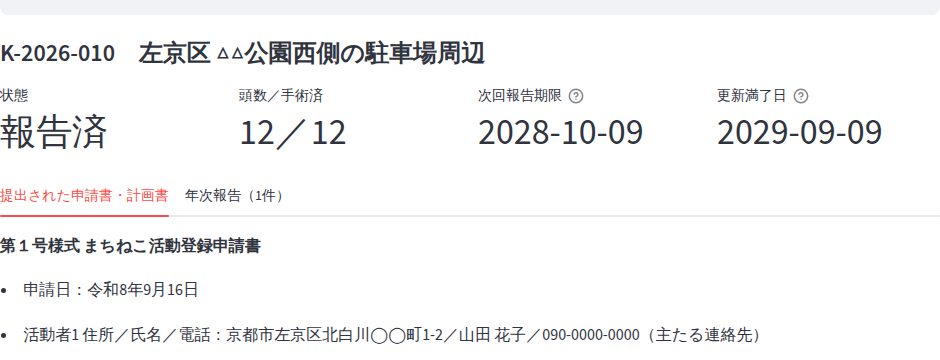 K-2026-010　左京区 △△公園西側の駐車場周辺
状態　頭数／手術済　次回報告期限　更新満了日
報告済　12／12　2028-10-09　2029-09-09
提出された申請書・計画書　年次報告（1件）
第１号様式 まちねこ活動登録申請書
• 申請日：令和8年9月16日
• 活動者1 住所／氏名／電話：京都市左京区北白川◯◯町1-2／山田 花子／090-0000-0000（主たる連絡先）